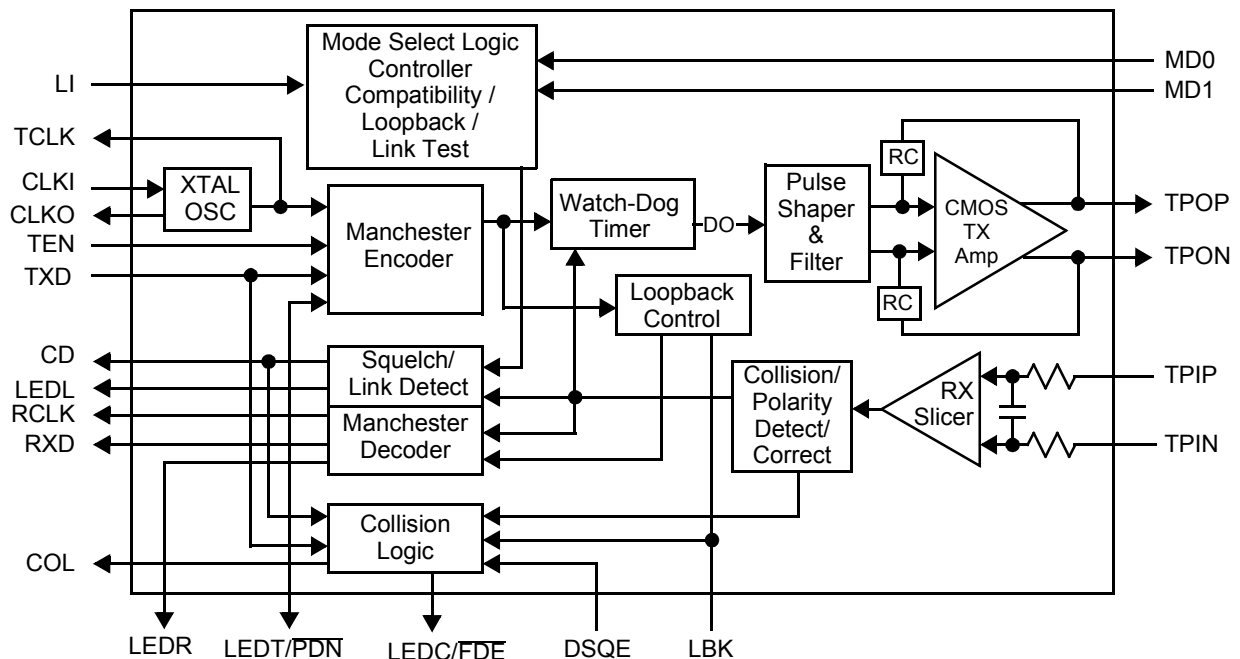 Mode Select Logic
Controller
Compatibility /
Loopback /
Link Test
MD0
MD1
LI
TCLK
CLKI
CLKO
TEN
TXD
XTAL
OSC
Manchester
Encoder
Watch-Dog
Timer
DO
Pulse
Shaper
&
Filter
RC
RC
CMOS
TX
Amp
TPOP
TPON
Loopback
Control
CD
LEDL
RCLK
RXD
Squelch/
Link Detect
Manchester
Decoder
Collision/
Polarity
Detect/
Correct
RX
Slicer
TPIP
TPIN
Collision
Logic
COL
LEDR
LEDT/PDN
LEDC/FDE
DSQE
LBK